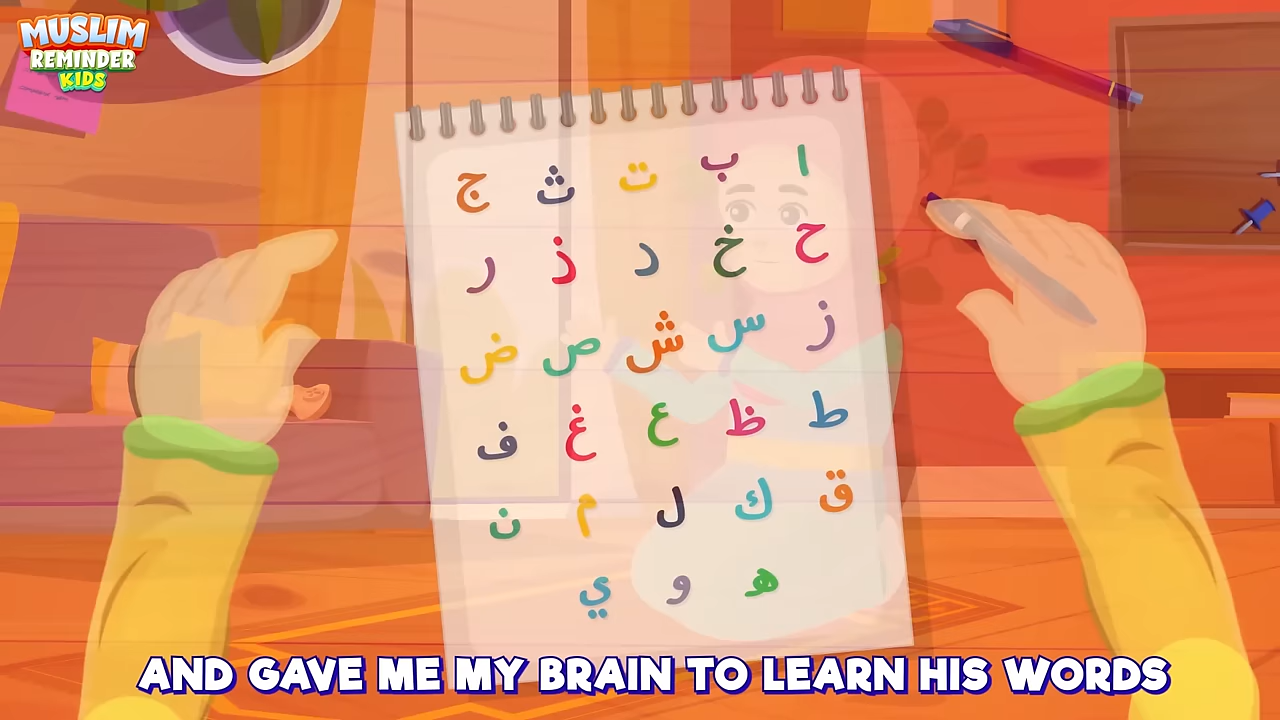 MUSLIM
REMINDER
KIDS
ا ب ت ث ج
ح خ د ذ ر
ز س ش ص ض
ط ظ ع غ ف
ق ك ل م ن
ه و ي
AND GAVE ME MY BRAIN TO LEARN HIS WORDS